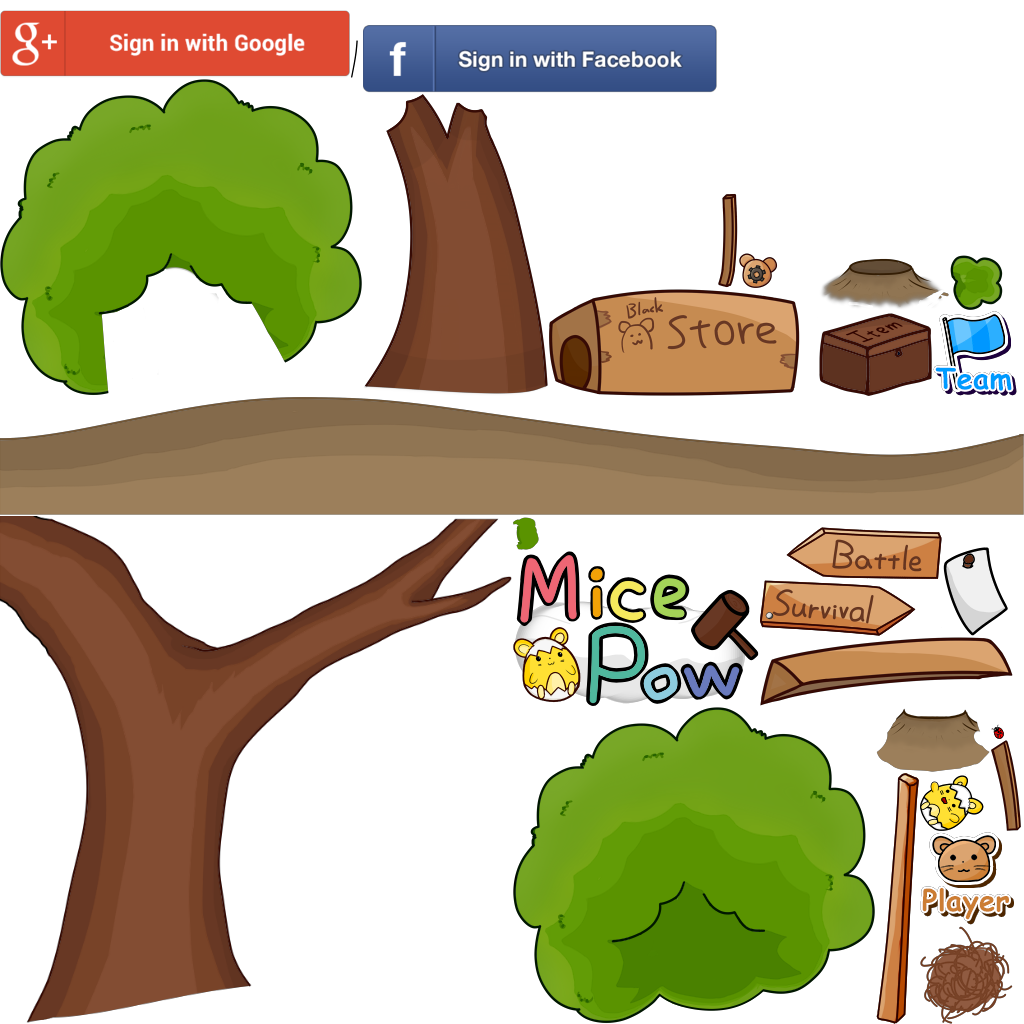 g+ Sign in with Google
f Sign in with Facebook
Black
Store
Item
Team
Mice
Pow
Battle
Survival
Player